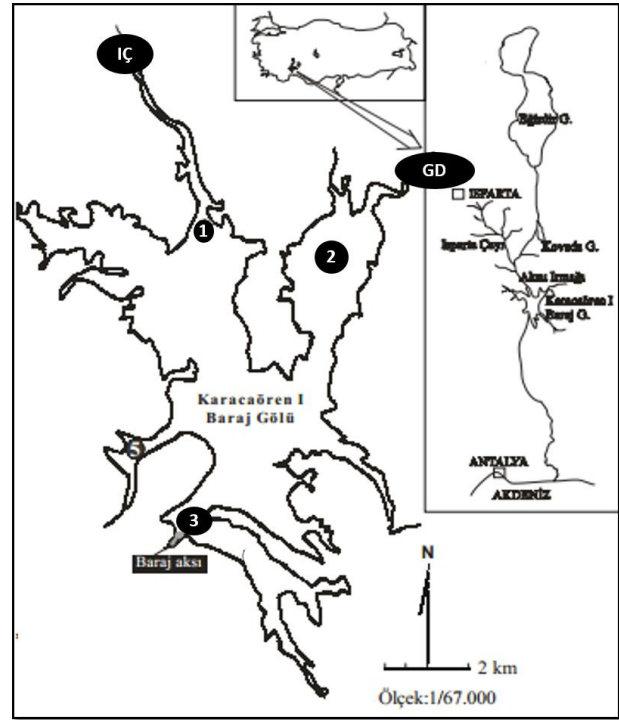 IÇ
GD
1
2
Karacaören I
Baraj Gölü
5
3
Baraj aksı
N
2 km
Ölçek:1/67.000
Eğirdir G.
ISPARTA
Isparta Çayı
Kovada G.
Aksu Irmağı
Karacaören I
Baraj G.
ANTALYA
AKDENİZ